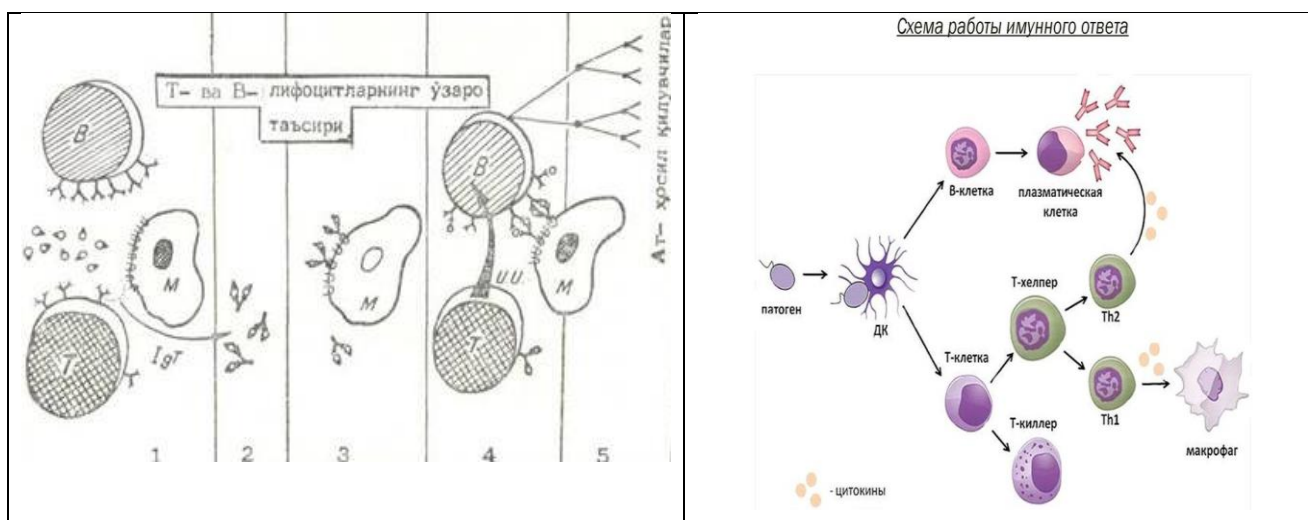 Т- ва В- лифоцитларнинг ўзаро
таъсири
В
М
Т
IgT
М
В
U.U.
Т
М
Ат- ҳосил қилувчилар
1 2 3 4 5
Схема работы имунного ответа
В-клетка
плазматическая
клетка
патоген
ДК
Т-хелпер
Th2
Т-клетка
Th1
Т-киллер
макрофаг
- цитокины